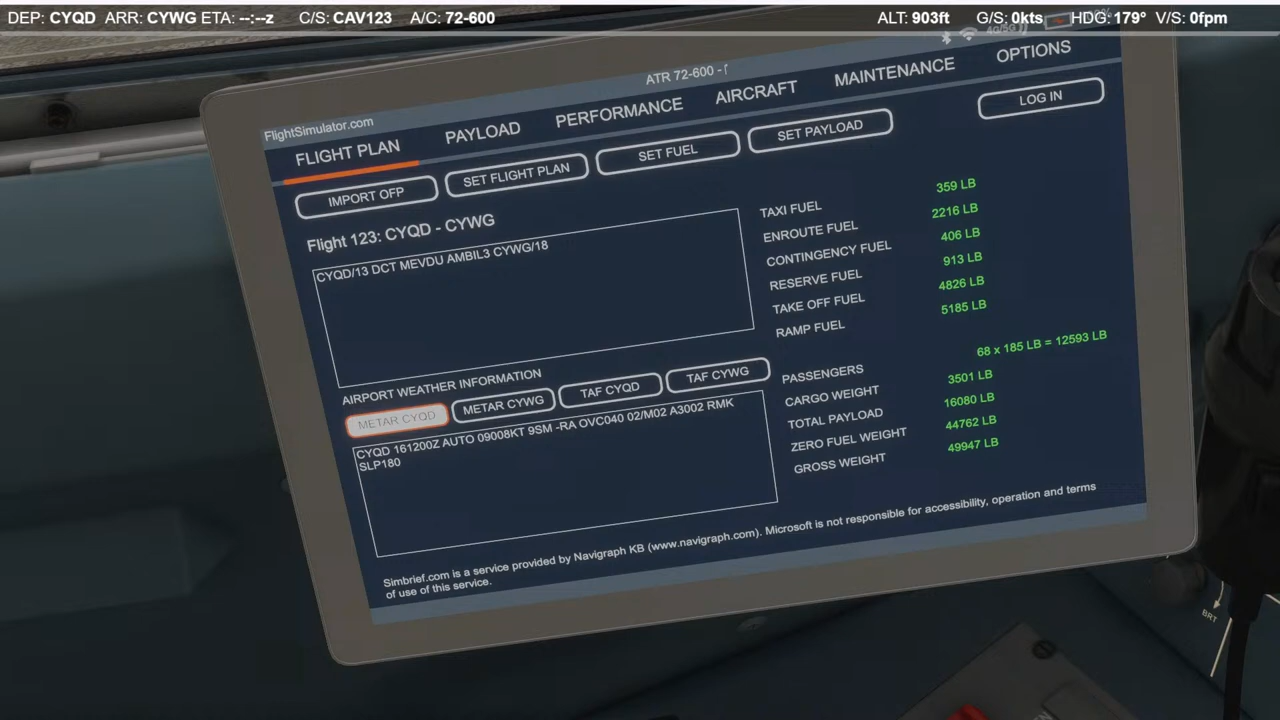 DEP: CYQD ARR: CYWG ETA: --:--z C/S: CAV123 A/C: 72-600 ALT: 903ft G/S: 0kts HDG: 179° V/S: 0fpm
4G/5G
ATR 72-600 -
FlightSimulator.com
FLIGHT PLAN PAYLOAD PERFORMANCE AIRCRAFT MAINTENANCE OPTIONS
IMPORT OFP SET FLIGHT PLAN SET FUEL SET PAYLOAD LOG IN
Flight 123: CYQD - CYWG
CYQD/13 DCT MEVDU AMBIL3 CYWG/18
TAXI FUEL 359 LB
ENROUTE FUEL 2216 LB
CONTINGENCY FUEL 406 LB
RESERVE FUEL 913 LB
TAKE OFF FUEL 4826 LB
RAMP FUEL 5185 LB
PASSENGERS 68 x 185 LB = 12593 LB
CARGO WEIGHT 3501 LB
TOTAL PAYLOAD 16080 LB
ZERO FUEL WEIGHT 44762 LB
GROSS WEIGHT 49947 LB
AIRPORT WEATHER INFORMATION
METAR CYQD METAR CYWG TAF CYQD TAF CYWG
CYQD 161200Z AUTO 09008KT 9SM -RA OVC040 02/M02 A3002 RMK
SLP180
Simbrief.com is a service provided by Navigraph KB (www.navigraph.com). Microsoft is not responsible for accessibility, operation and terms
of use of this service.
BRT